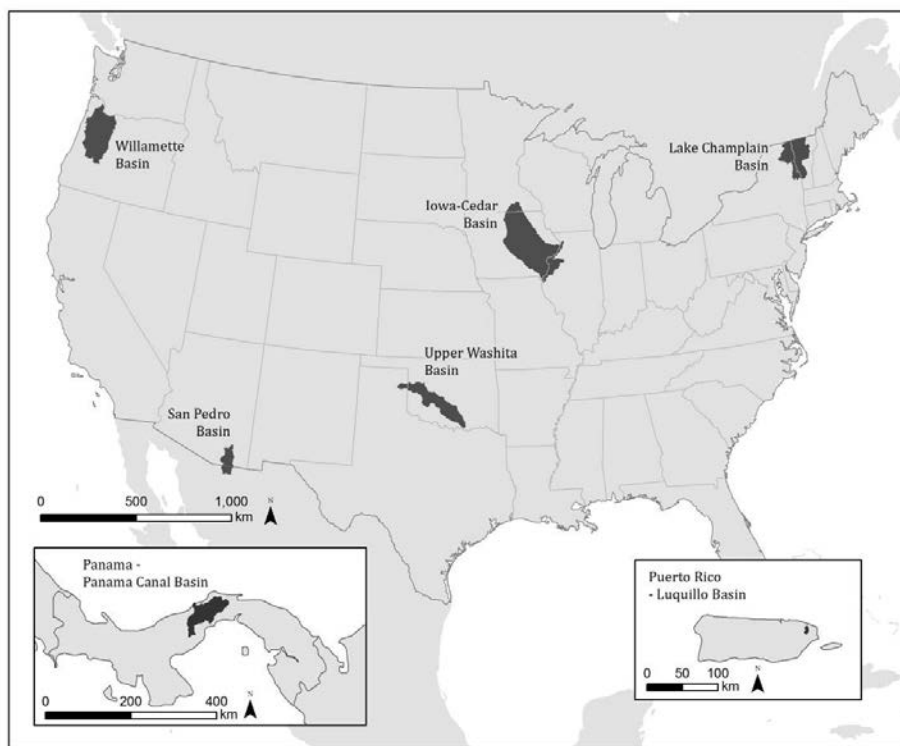 Willamette
Basin
Lake Champlain
Basin
Iowa-Cedar
Basin
Upper Washita
Basin
San Pedro
Basin
0 500 1,000
km
N
Panama -
Panama Canal Basin
0 200 400
km
N
Puerto Rico
- Luquillo Basin
0 50 100
km
N